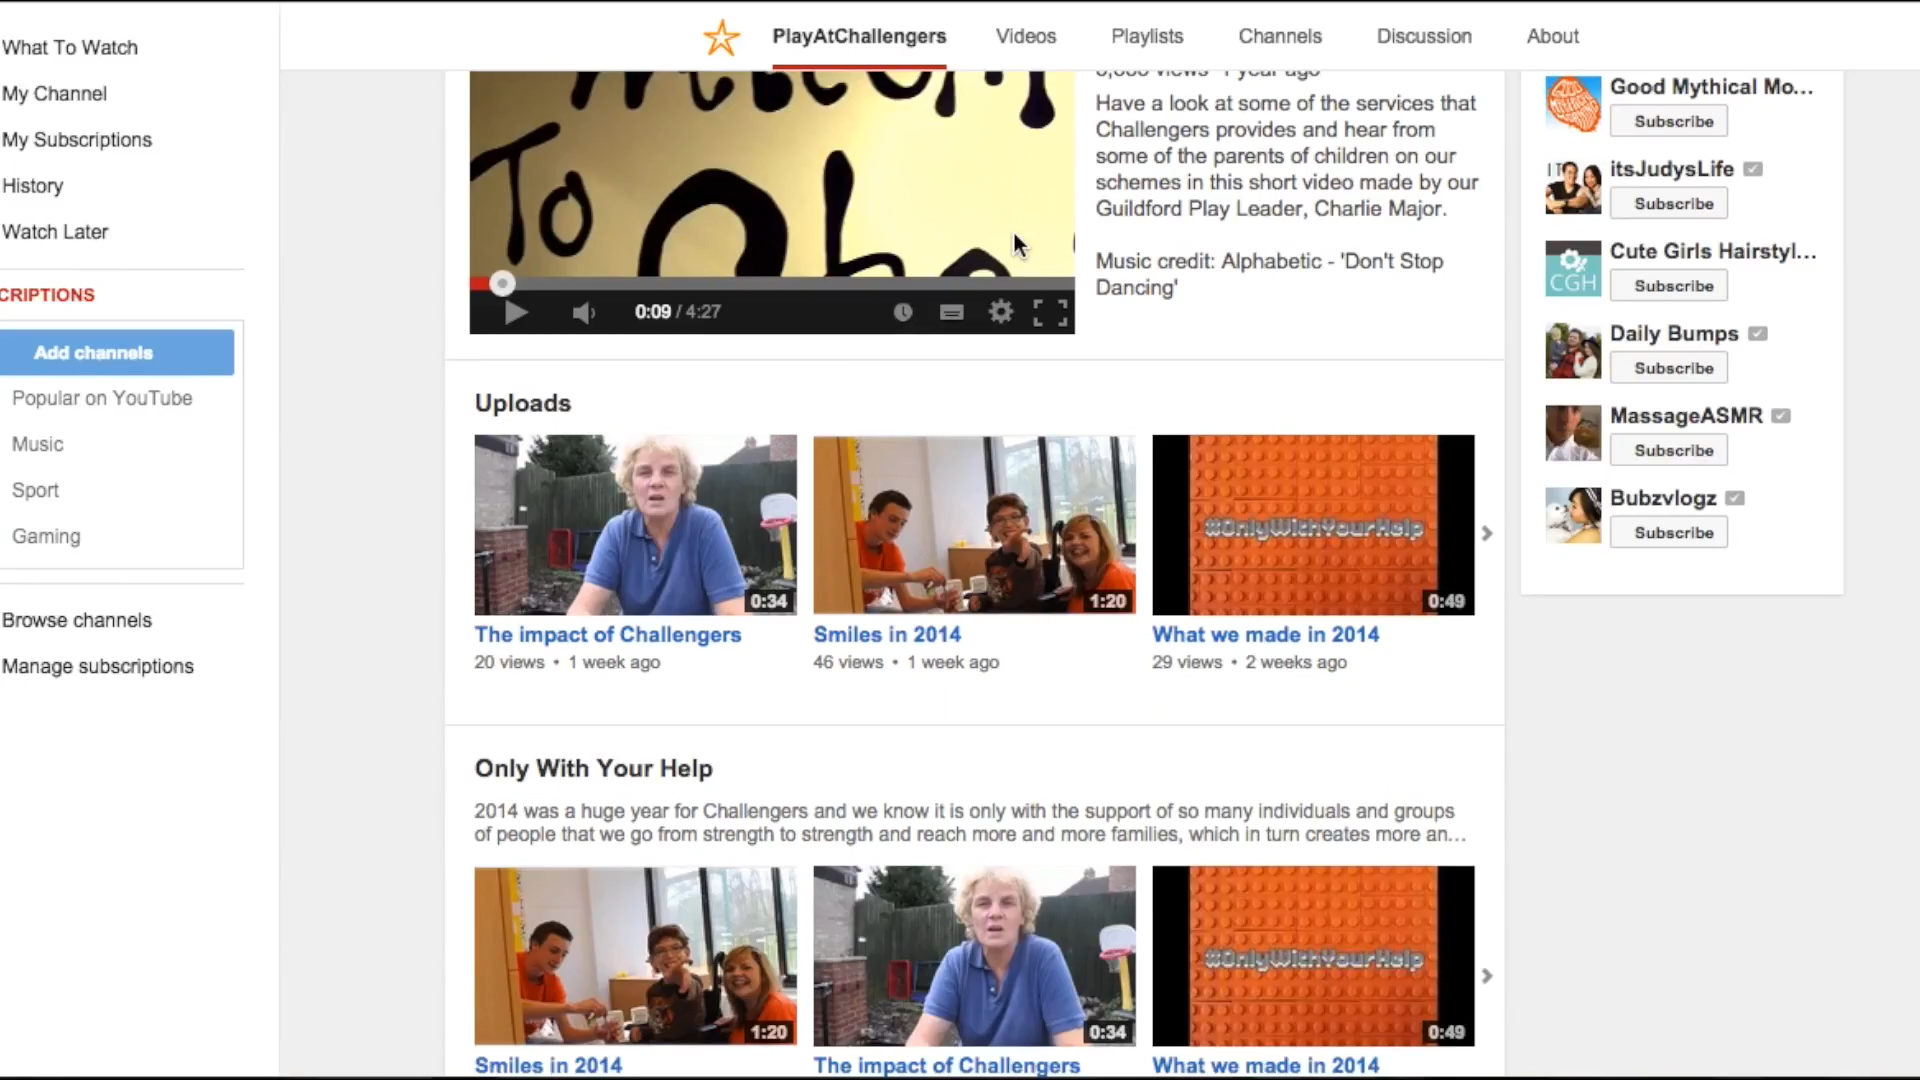 What To Watch
My Channel
My Subscriptions
History
Watch Later
CRIPTIONS
Add channels
Popular on YouTube
Music
Sport
Gaming
Browse channels
Manage subscriptions
PlayAtChallengers
Videos
Playlists
Channels
Discussion
About
To
0:09 / 4:27
views 1 year ago
Have a look at some of the services that
Challengers provides and hear from
some of the parents of children on our
schemes in this short video made by our
Guildford Play Leader, Charlie Major.
Music credit: Alphabetic - 'Don't Stop
Dancing'
Uploads
0:34
1:20
#OnlyWithYourHelp
0:49
The impact of Challengers
20 views • 1 week ago
Smiles in 2014
46 views • 1 week ago
What we made in 2014
29 views • 2 weeks ago
Only With Your Help
2014 was a huge year for Challengers and we know it is only with the support of so many individuals and groups
of people that we go from strength to strength and reach more and more families, which in turn creates more an...
1:20
0:34
#OnlyWithYourHelp
0:49
Smiles in 2014
The impact of Challengers
What we made in 2014
Good Mythical Mo...
Subscribe
itsJudysLife
Subscribe
CGH
Cute Girls Hairstyl...
Subscribe
Daily Bumps
Subscribe
MassageASMR
Subscribe
Bubzvlogz
Subscribe